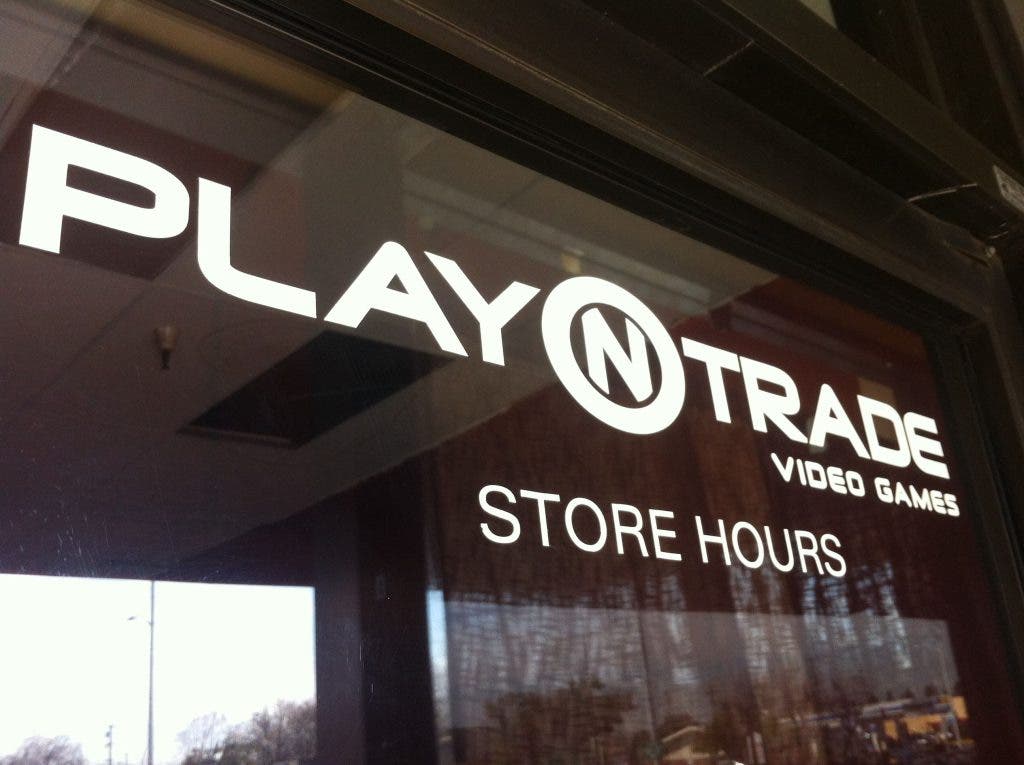 PLAY N TRADE
VIDEO GAMES
STORE HOURS